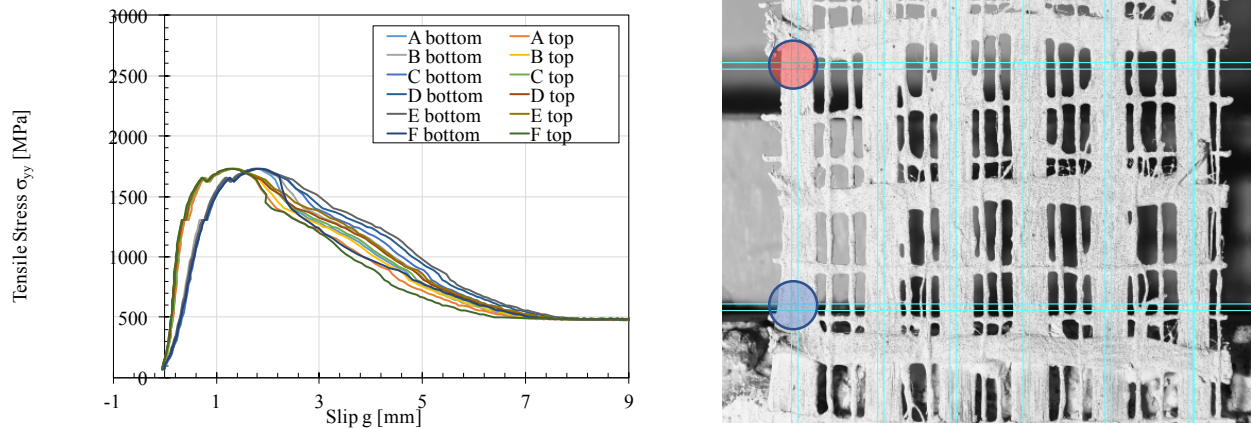 3000
2500
2000
1500
1000
500
0
Tensile Stress σyy [MPa]
A bottom A top
B bottom B top
C bottom C top
D bottom D top
E bottom E top
F bottom F top
-1 1 3 5 7 9
Slip g [mm]